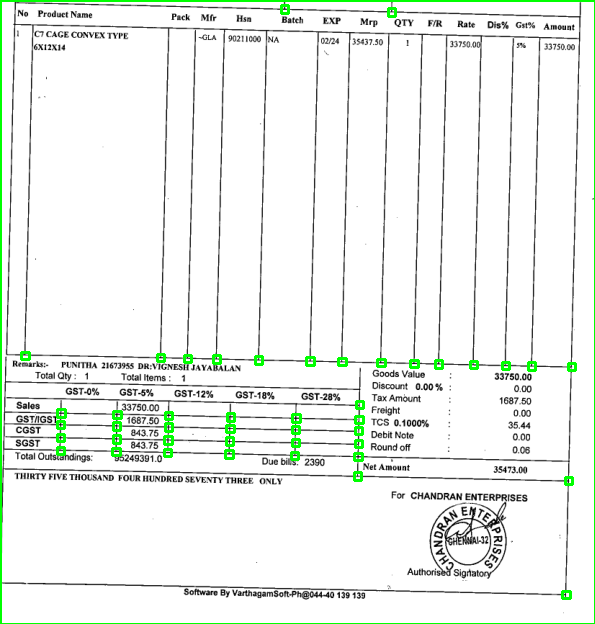 No Product Name Pack Mfr Hsn Batch EXP Mrp QTY F/R Rate Dis% Gst% Amount
1 C7 CAGE CONVEX TYPE ~GLA 90211000 NA 02/24 35437.50 1 33750.00 5% 33750.00
6X12X14
Remarks:- PUNITHA 21673955 DR:VIGNESH JAYABALAN
Total Qty : 1 Total Items : 1
GST-0% GST-5% GST-12% GST-18% GST-28%
Sales 33750.00
GST/IGST 1687.50
CGST 843.75
SGST 843.75
Total Outstandings: 95249391.0 Due bills: 2390
Goods Value : 33750.00
Discount 0.00 % : 0.00
Tax Amount : 1687.50
Freight : 0.00
TCS 0.1000% : 35.44
Debit Note : 0.00
Round off : 0.06
Net Amount 35473.00
THIRTY FIVE THOUSAND FOUR HUNDRED SEVENTY THREE ONLY
For CHANDRAN ENTERPRISES
CHANDRAN ENTERPRISES
CHENNAI-32
Authorised Signatory
Software By VarthagamSoft-Ph@044-40 139 139